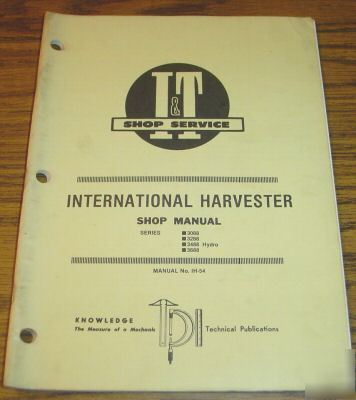 I&T
SHOP SERVICE
INTERNATIONAL HARVESTER
SHOP MANUAL
SERIES ■ 3088
■ 3288
■ 3488 Hydro
■ 3688
MANUAL No. IH-54
KNOWLEDGE
The Measure of a Mechanic
Technical Publications